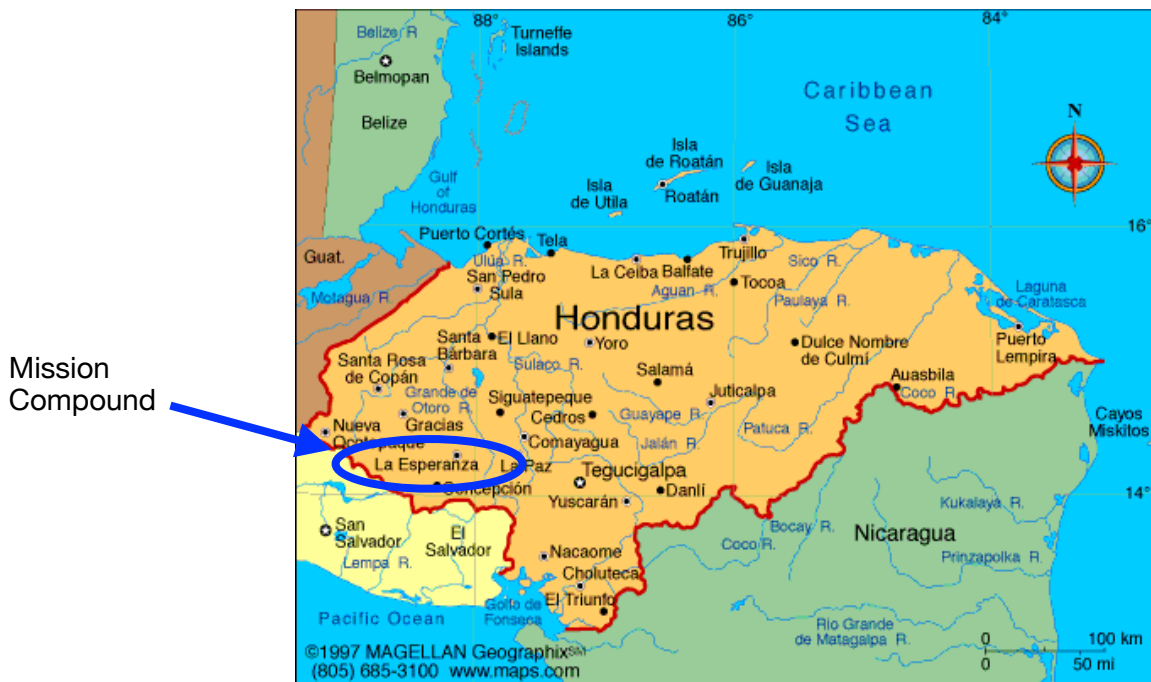 88°
86°
84°
Belize R
Turneffe
Islands
Belmopan
Belize
Caribbean
Sea
N
Isla
de Roatán
Isla
de Guanaja
Isla
de Utila
Roatán
Gulf
of
Honduras
16°
Puerto Cortés
Tela
Trujillo
Guat.
Ulúa R.
San Pedro
Sula
La Ceiba
Balfate
Sico R.
Aguan R.
Tocoa
Motagua R.
Paulaya R.
Laguna
de Caratasca
Honduras
Santa
Bárbara
El Llano
Yoro
Dulce Nombre
de Culmí
Puerto
Lempira
Mission
Compound
Santa Rosa
de Copán
Sulaco R.
Salamá
Auasbila
Coco R.
Grande de
Otoro R.
Siguatepeque
Juticalpa
Gracias
Cedros
Guayape R.
Patuca R.
Cayos
Miskitos
Nueva
Ocotepeque
Comayagua
Jalán R.
La Esperanza
La Paz
Tegucigalpa
Concepción
Yuscarán
Danlí
14°
Kukalaya R.
San
Salvador
El
Salvador
Bocay R.
Coco R.
Nicaragua
Lempa R.
Nacaome
Prinzapolka R.
Choluteca
El Triunfo
Golfo de
Fonseca
Pacific Ocean
Rio Grande
de Matagalpa R.
0 100 km
0 50 mi
©1997 MAGELLAN Geographix℠
(805) 685-3100 www.maps.com